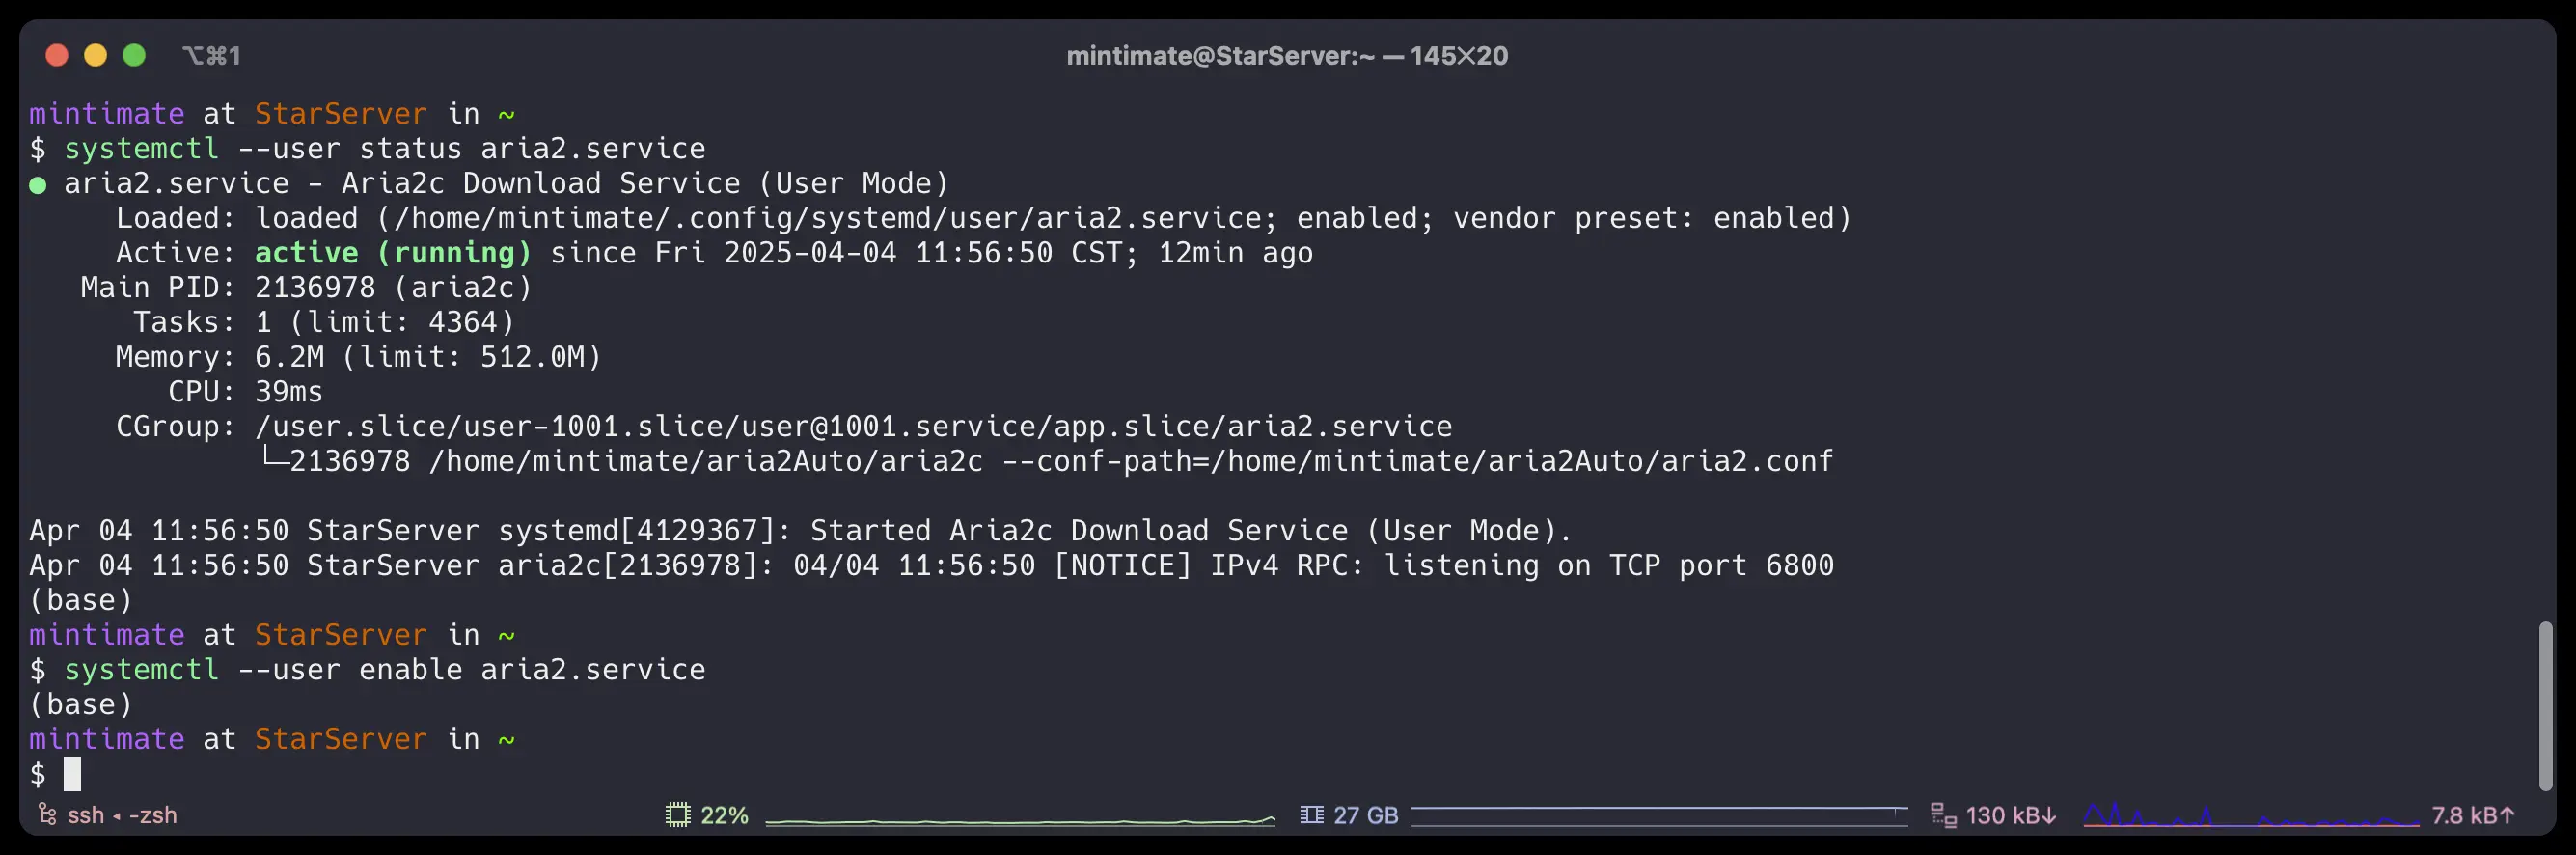 ⌥⌘1
mintimate@StarServer:~ — 145✕20
mintimate at StarServer in ~
$ systemctl --user status aria2.service
● aria2.service - Aria2c Download Service (User Mode)
     Loaded: loaded (/home/mintimate/.config/systemd/user/aria2.service; enabled; vendor preset: enabled)
     Active: active (running) since Fri 2025-04-04 11:56:50 CST; 12min ago
   Main PID: 2136978 (aria2c)
      Tasks: 1 (limit: 4364)
     Memory: 6.2M (limit: 512.0M)
        CPU: 39ms
     CGroup: /user.slice/user-1001.slice/user@1001.service/app.slice/aria2.service
             └─2136978 /home/mintimate/aria2Auto/aria2c --conf-path=/home/mintimate/aria2Auto/aria2.conf

Apr 04 11:56:50 StarServer systemd[4129367]: Started Aria2c Download Service (User Mode).
Apr 04 11:56:50 StarServer aria2c[2136978]: 04/04 11:56:50 [NOTICE] IPv4 RPC: listening on TCP port 6800
(base)
mintimate at StarServer in ~
$ systemctl --user enable aria2.service
(base)
mintimate at StarServer in ~
$
ssh ◂ -zsh
22%
27 GB
130 kB↓
7.8 kB↑